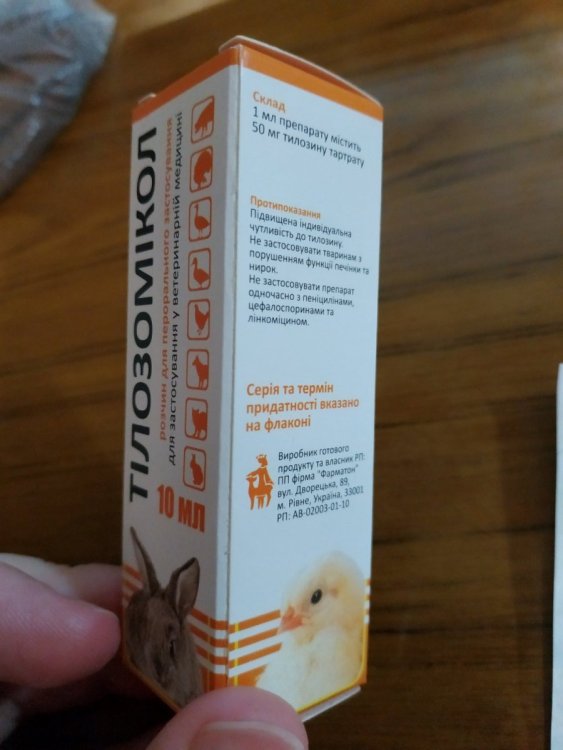 ТІЛОЗОМІКОЛ
розчин для перорального застосування
для застосування у ветеринарній медицині
10 мл
Склад
1 мл препарату містить
50 мг тилозину тартрату
Протипоказання
Підвищена індивідуальна
чутливість до тилозину.
Не застосовувати тваринам з
порушенням функції печінки та
нирок.
Не застосовувати препарат
одночасно з пеніцилінами,
цефалоспоринами та
лінкоміцином.
Серія та термін
придатності вказано
на флаконі
Виробник готового
продукту та власник РП:
ПП фірма "Фарматон"
вул. Дворецька, 89,
м. Рівне, Україна, 33001
РП: АВ-02003-01-10